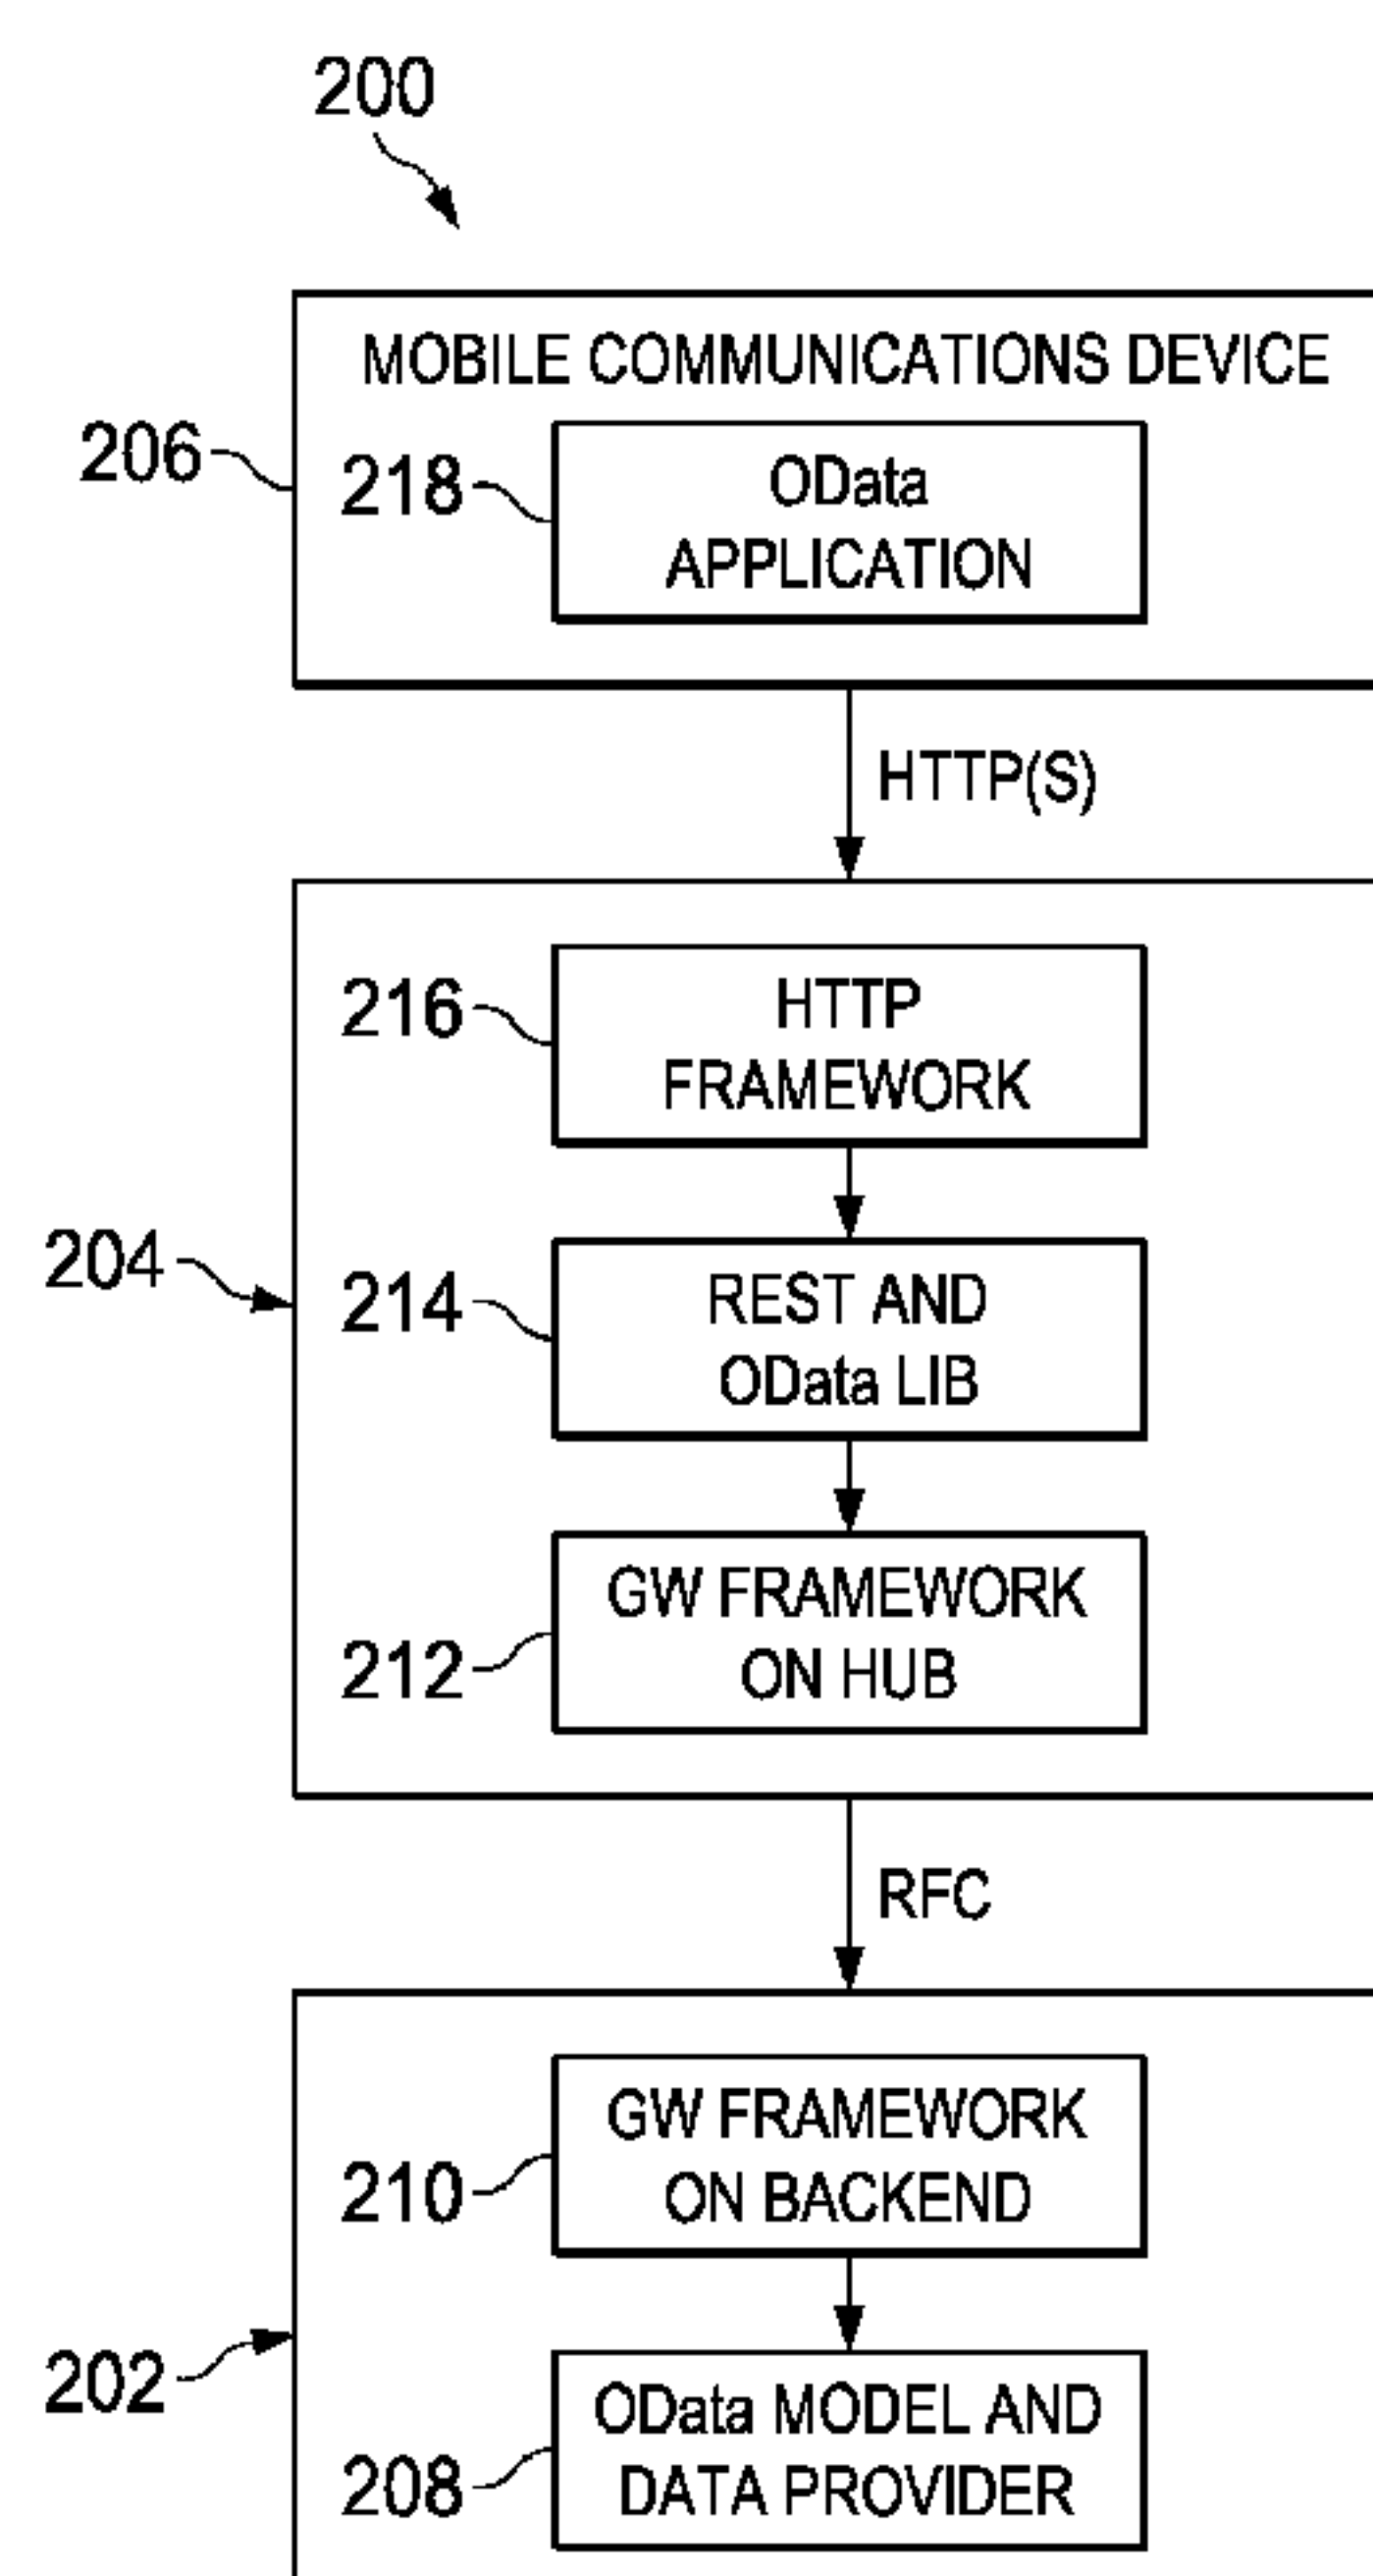 200
MOBILE COMMUNICATIONS DEVICE
206
218
OData
APPLICATION
HTTP(S)
216
HTTP
FRAMEWORK
204
214
REST AND
OData LIB
GW FRAMEWORK
ON HUB
212
RFC
GW FRAMEWORK
ON BACKEND
210
202
OData MODEL AND
DATA PROVIDER
208